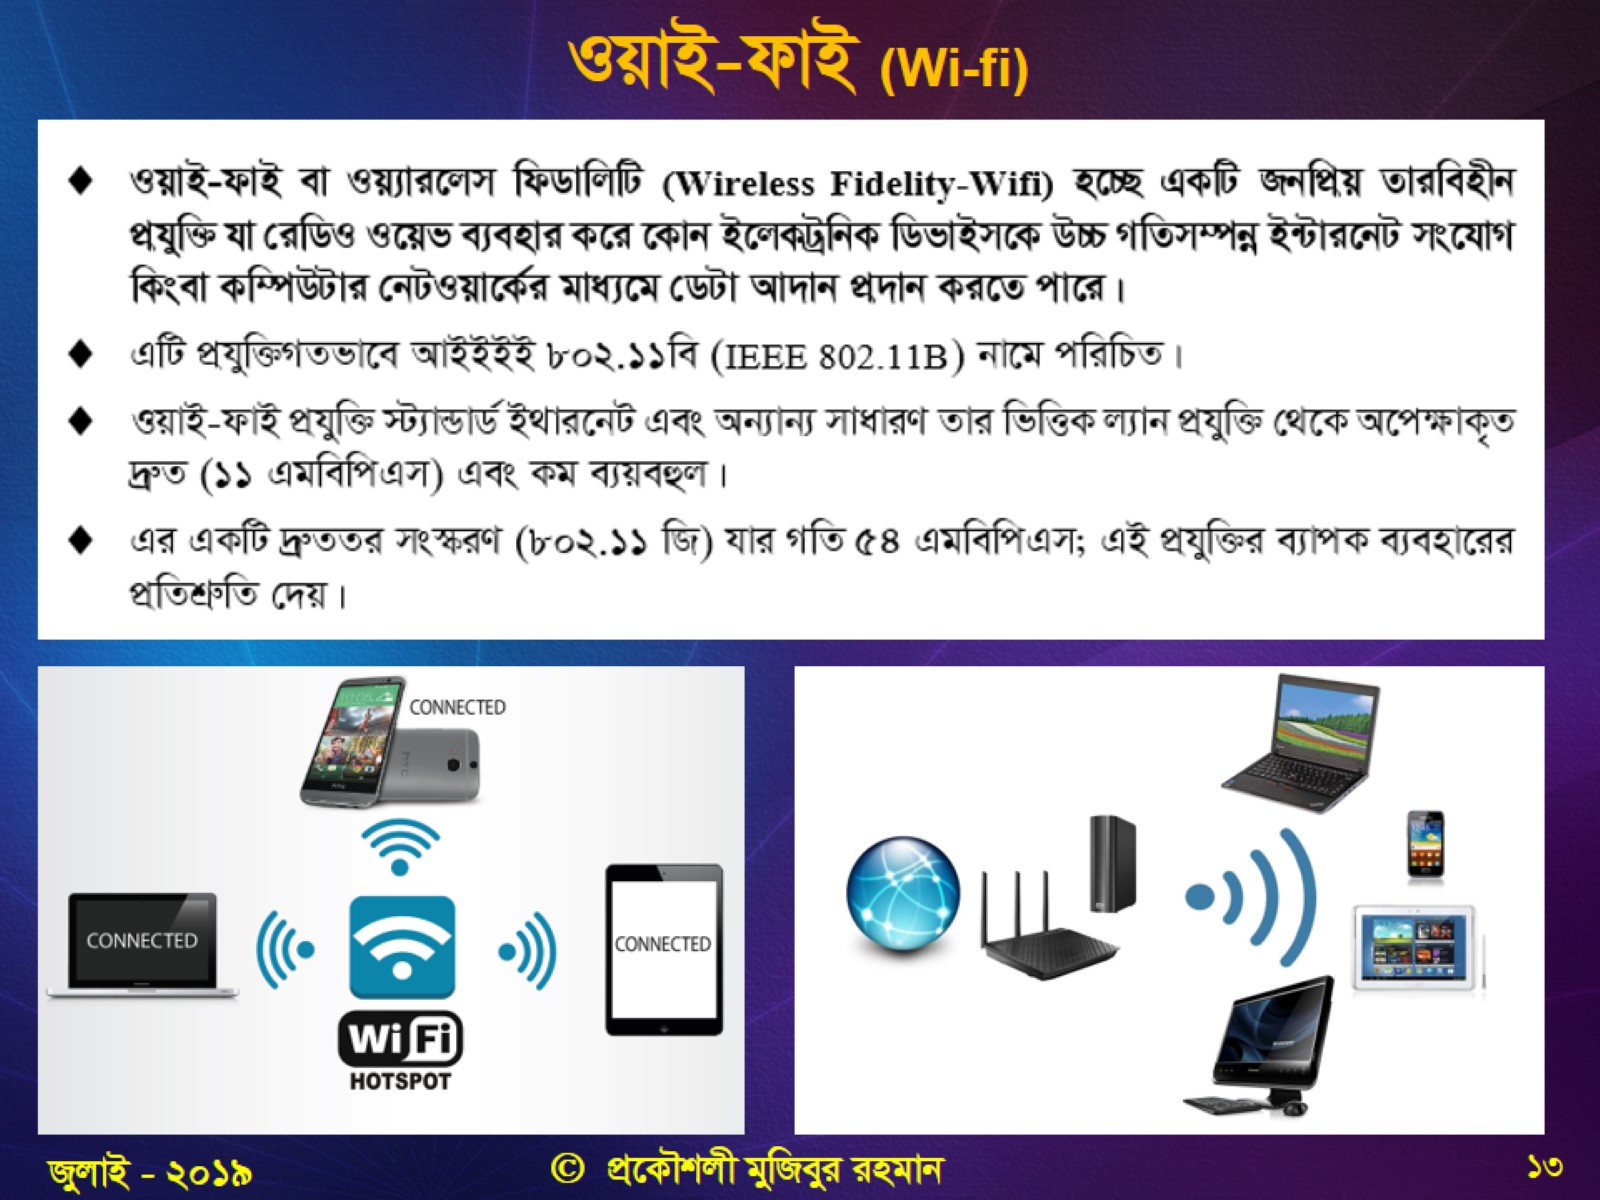 ওয়াই-ফাই (Wi-fi)
♦ ওয়াই-ফাই বা ওয়্যারলেস ফিডালিটি (Wireless Fidelity-Wifi) হচ্ছে একটি জনপ্রিয় তারবিহীন
প্রযুক্তি যা রেডিও ওয়েভ ব্যবহার করে কোন ইলেকট্রনিক ডিভাইসকে উচ্চ গতিসম্পন্ন ইন্টারনেট সংযোগ
কিংবা কম্পিউটার নেটওয়ার্কের মাধ্যমে ডেটা আদান প্রদান করতে পারে।
♦ এটি প্রযুক্তিগতভাবে আইইইই ৮০২.১১বি (IEEE 802.11B) নামে পরিচিত।
♦ ওয়াই-ফাই প্রযুক্তি স্ট্যান্ডার্ড ইথারনেট এবং অন্যান্য সাধারণ তার ভিত্তিক ল্যান প্রযুক্তি থেকে অপেক্ষাকৃত
দ্রুত (১১ এমবিপিএস) এবং কম ব্যয়বহুল।
♦ এর একটি দ্রুততর সংস্করণ (৮০২.১১ জি) যার গতি ৫৪ এমবিপিএস; এই প্রযুক্তির ব্যাপক ব্যবহারের
প্রতিশ্রুতি দেয়।
CONNECTED
CONNECTED
CONNECTED
Wi Fi
HOTSPOT
জুলাই - ২০১৯
© প্রকৌশলী মুজিবুর রহমান
১৩